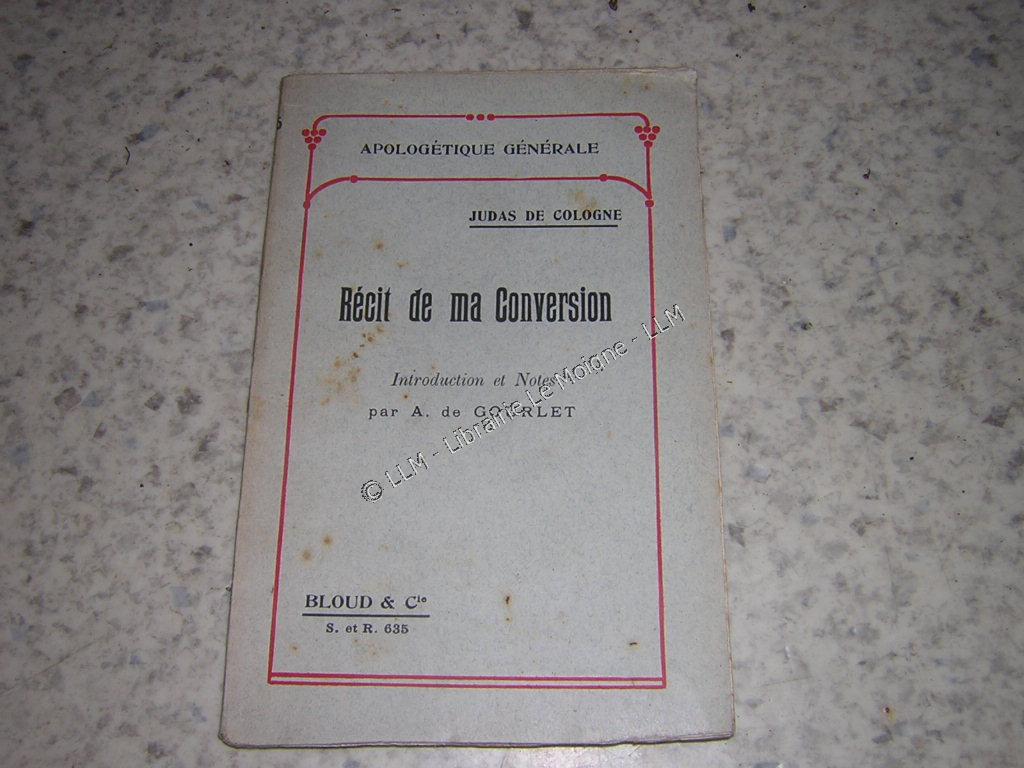 APOLOGÉTIQUE GÉNÉRALE
JUDAS DE COLOGNE
Récit de ma Conversion
Introduction et Notes
par A. de
BLOUD & Cie
S. et R. 635
© LLM - Librairie Le Moigne - LLM